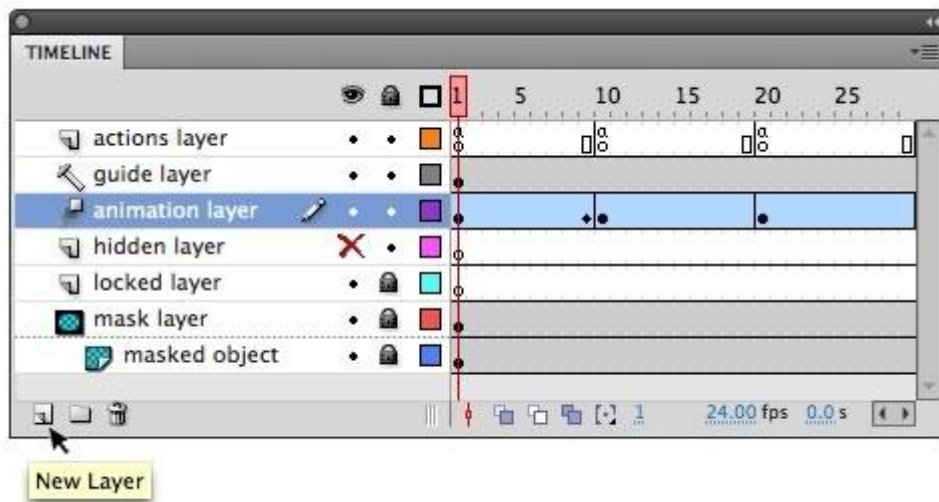 TIMELINE
1 5 10 15 20 25
actions layer
guide layer
animation layer
hidden layer
locked layer
mask layer
masked object
1 24.00 fps 0.0 s
New Layer